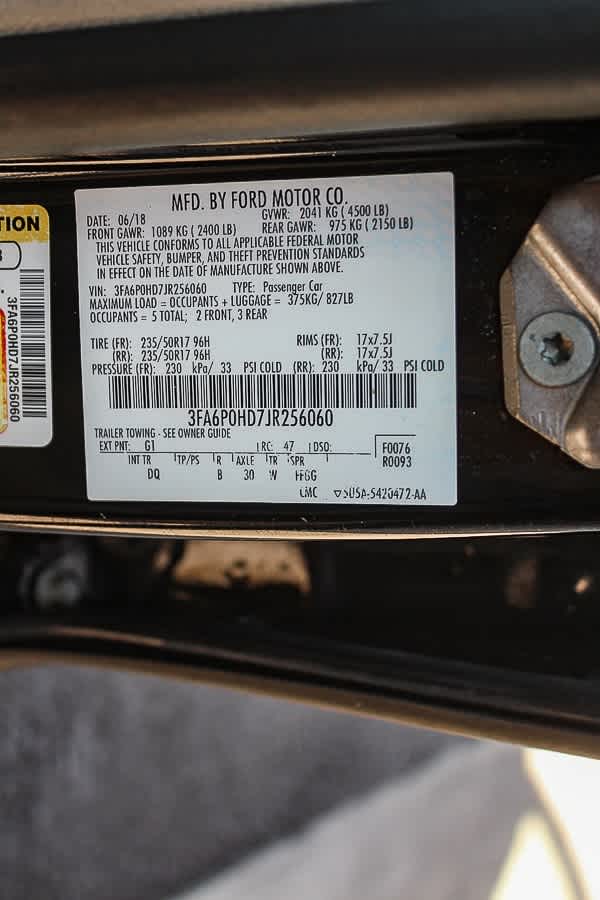 MFD. BY FORD MOTOR CO.
DATE: 06/18 GVWR: 2041 KG ( 4500 LB)
FRONT GAWR: 1089 KG ( 2400 LB) REAR GAWR: 975 KG ( 2150 LB)
THIS VEHICLE CONFORMS TO ALL APPLICABLE FEDERAL MOTOR
VEHICLE SAFETY, BUMPER, AND THEFT PREVENTION STANDARDS
IN EFFECT ON THE DATE OF MANUFACTURE SHOWN ABOVE.
VIN: 3FA6P0HD7JR256060 TYPE: Passenger Car
MAXIMUM LOAD = OCCUPANTS + LUGGAGE = 375KG/ 827LB
OCCUPANTS = 5 TOTAL; 2 FRONT, 3 REAR
TIRE (FR): 235/50R17 96H RIMS (FR): 17x7.5J
(RR): 235/50R17 96H (RR): 17x7.5J
PRESSURE (FR): 230 kPa/ 33 PSI COLD (RR): 230 kPa/ 33 PSI COLD
3FA6P0HD7JR256060
TRAILER TOWING - SEE OWNER GUIDE
EXT PNT: G1 RC: 47 DSO: F0076
INT TR TP/PS R AXLE TR SPR R0093
DQ B 30 W FFGG
5U5A-5420472-AA
TION
3FA6P0HD7JR256060